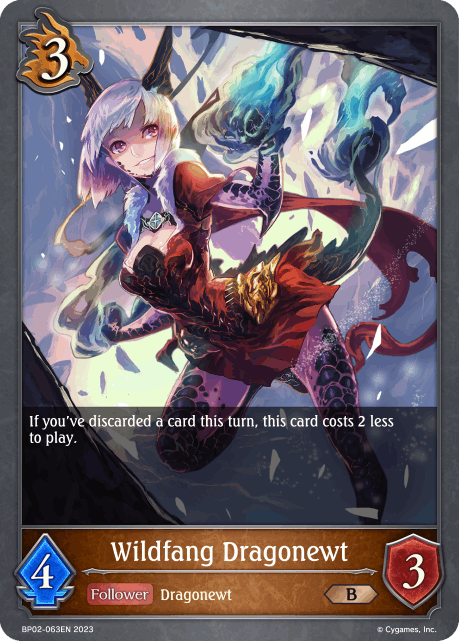 3
If you've discarded a card this turn, this card costs 2 less
to play.
Wildfang Dragonewt
4
Follower Dragonewt
B
3
BP02-063EN 2023
© Cygames, Inc.